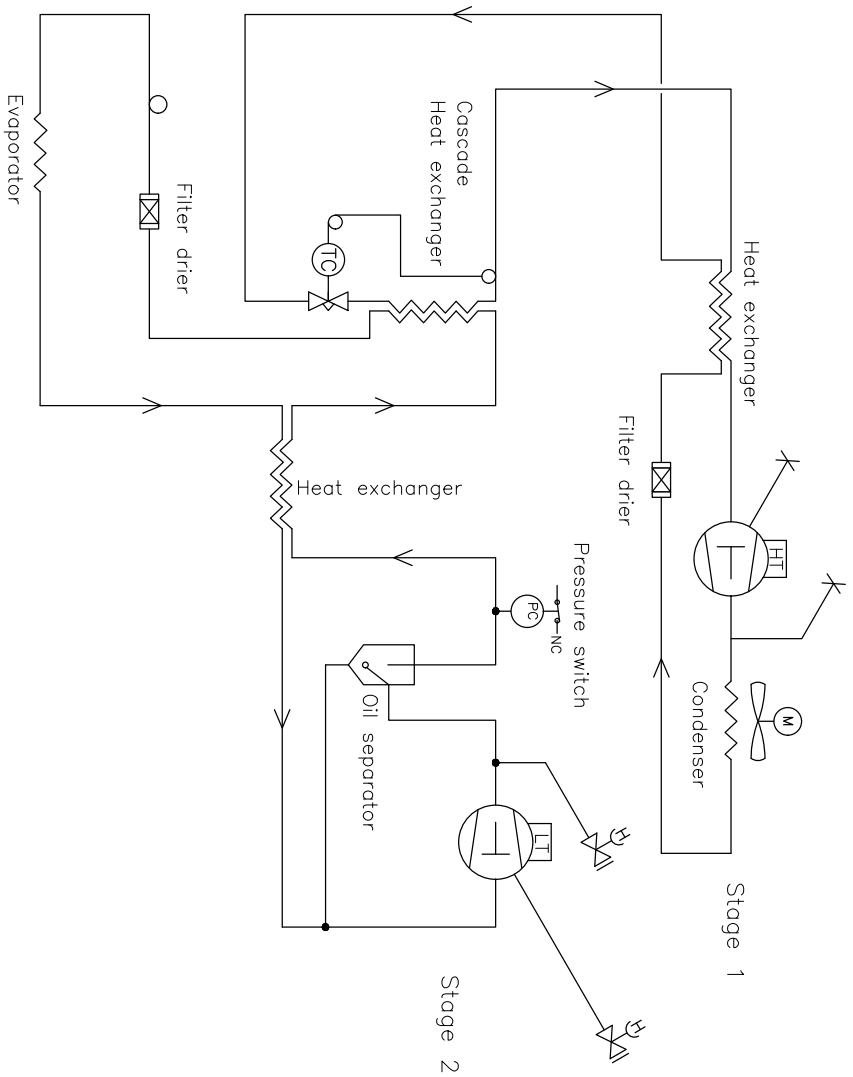 Stage 1
Condenser
M
HT
Heat exchanger
Filter drier
Stage 2
LT
H
H
Pressure switch
PC
NC
Oil separator
Heat exchanger
Cascade
Heat exchanger
TC
Filter drier
Evaporator